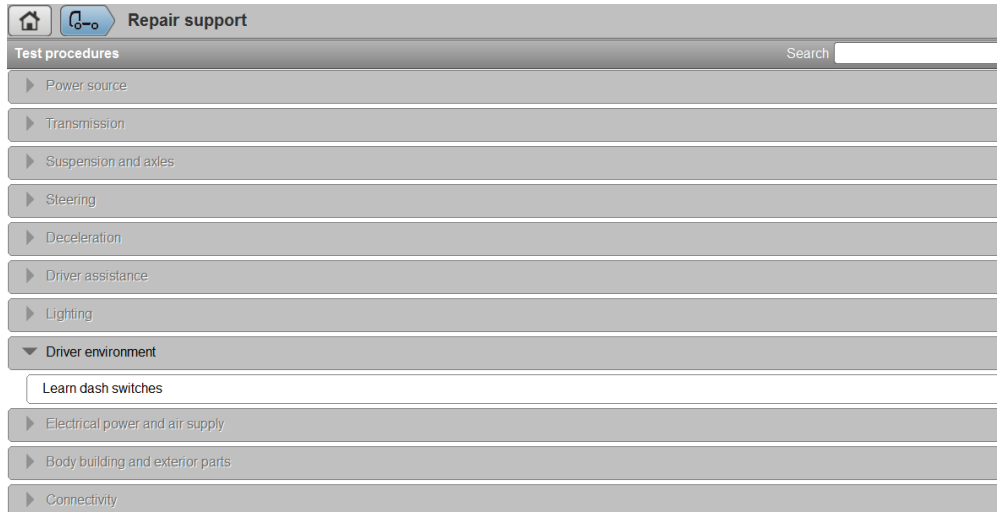 Repair support
Test procedures
Search
Power source
Transmission
Suspension and axles
Steering
Deceleration
Driver assistance
Lighting
Driver environment
Learn dash switches
Electrical power and air supply
Body building and exterior parts
Connectivity